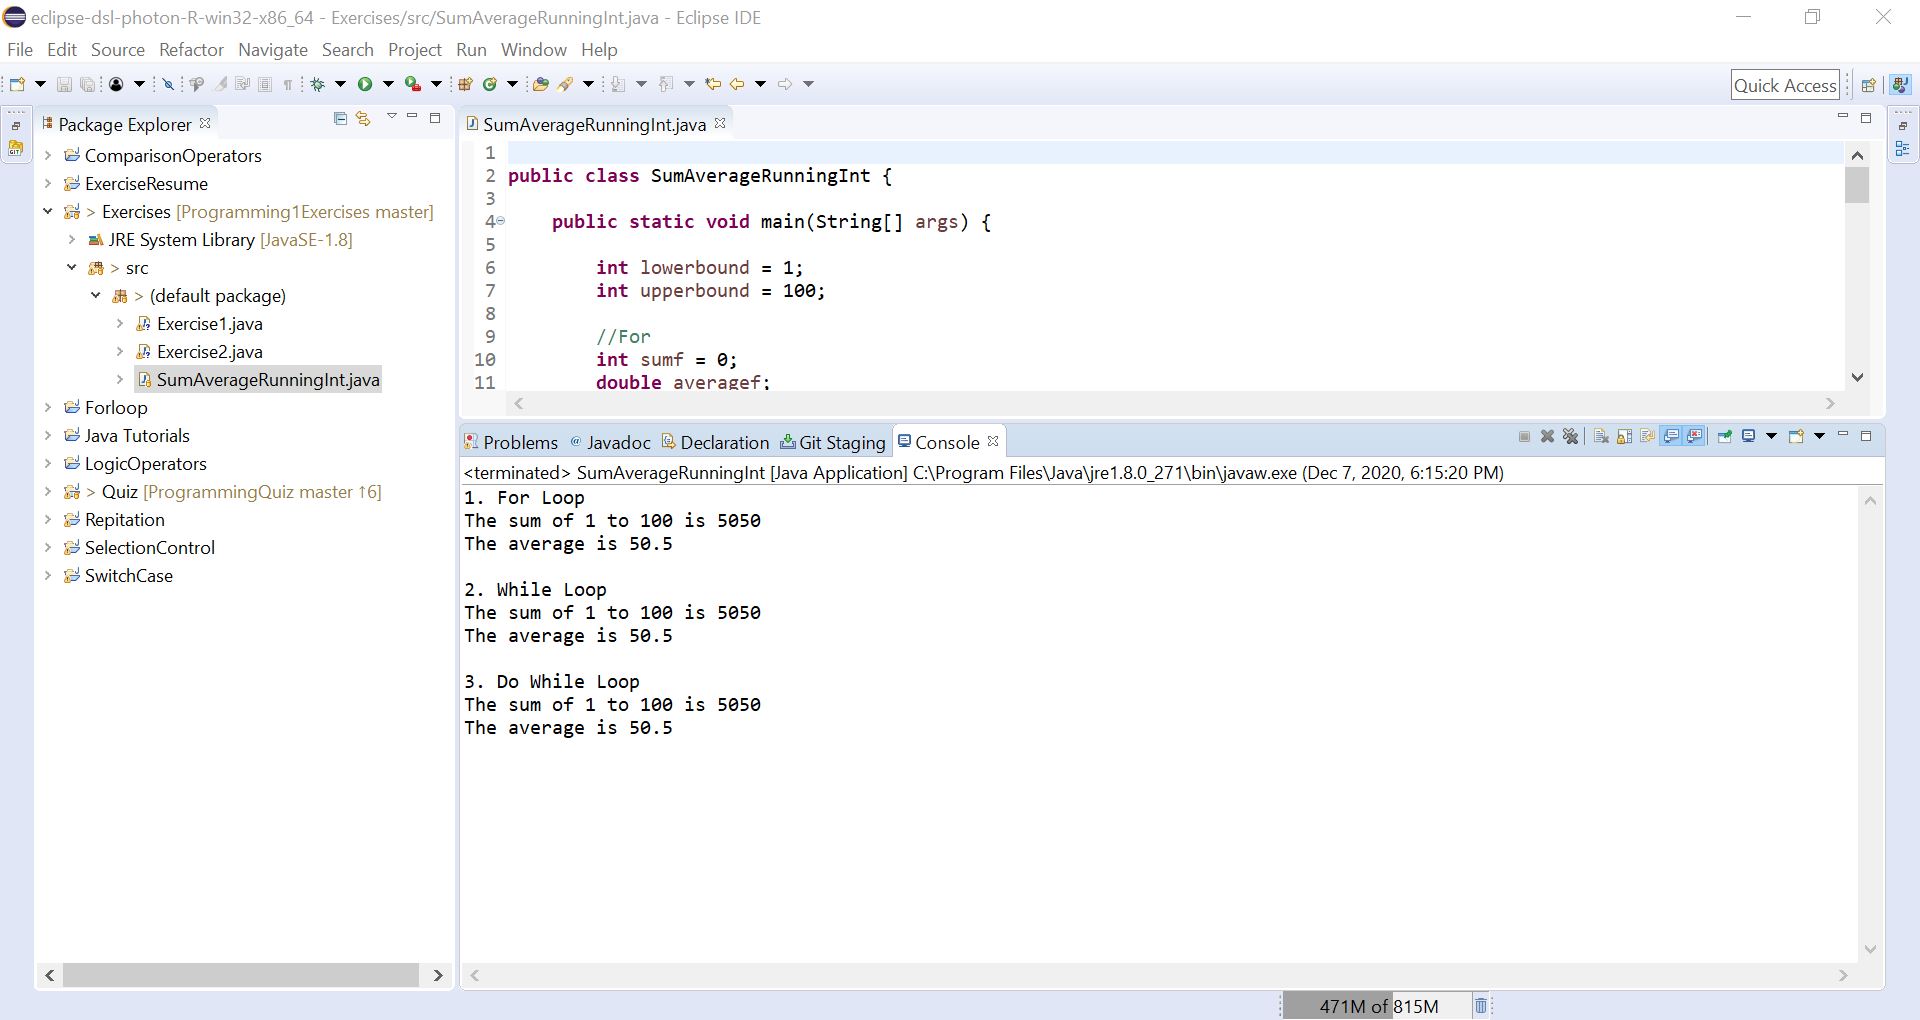 eclipse-dsl-photon-R-win32-x86_64 - Exercises/src/SumAverageRunningInt.java - Eclipse IDE
File Edit Source Refactor Navigate Search Project Run Window Help
Quick Access
Package Explorer
ComparisonOperators
ExerciseResume
> Exercises [Programming1Exercises master]
JRE System Library [JavaSE-1.8]
> src
> (default package)
Exercise1.java
Exercise2.java
SumAverageRunningInt.java
Forloop
Java Tutorials
LogicOperators
> Quiz [ProgrammingQuiz master ↑6]
Repitation
SelectionControl
SwitchCase
SumAverageRunningInt.java
1
2 public class SumAverageRunningInt {
3
4 public static void main(String[] args) {
5
6 int lowerbound = 1;
7 int upperbound = 100;
8
9 //For
10 int sumf = 0;
11 double averagef;
Problems @ Javadoc Declaration Git Staging Console
<terminated> SumAverageRunningInt [Java Application] C:\Program Files\Java\jre1.8.0_271\bin\javaw.exe (Dec 7, 2020, 6:15:20 PM)
1. For Loop
The sum of 1 to 100 is 5050
The average is 50.5
2. While Loop
The sum of 1 to 100 is 5050
The average is 50.5
3. Do While Loop
The sum of 1 to 100 is 5050
The average is 50.5
471M of 815M